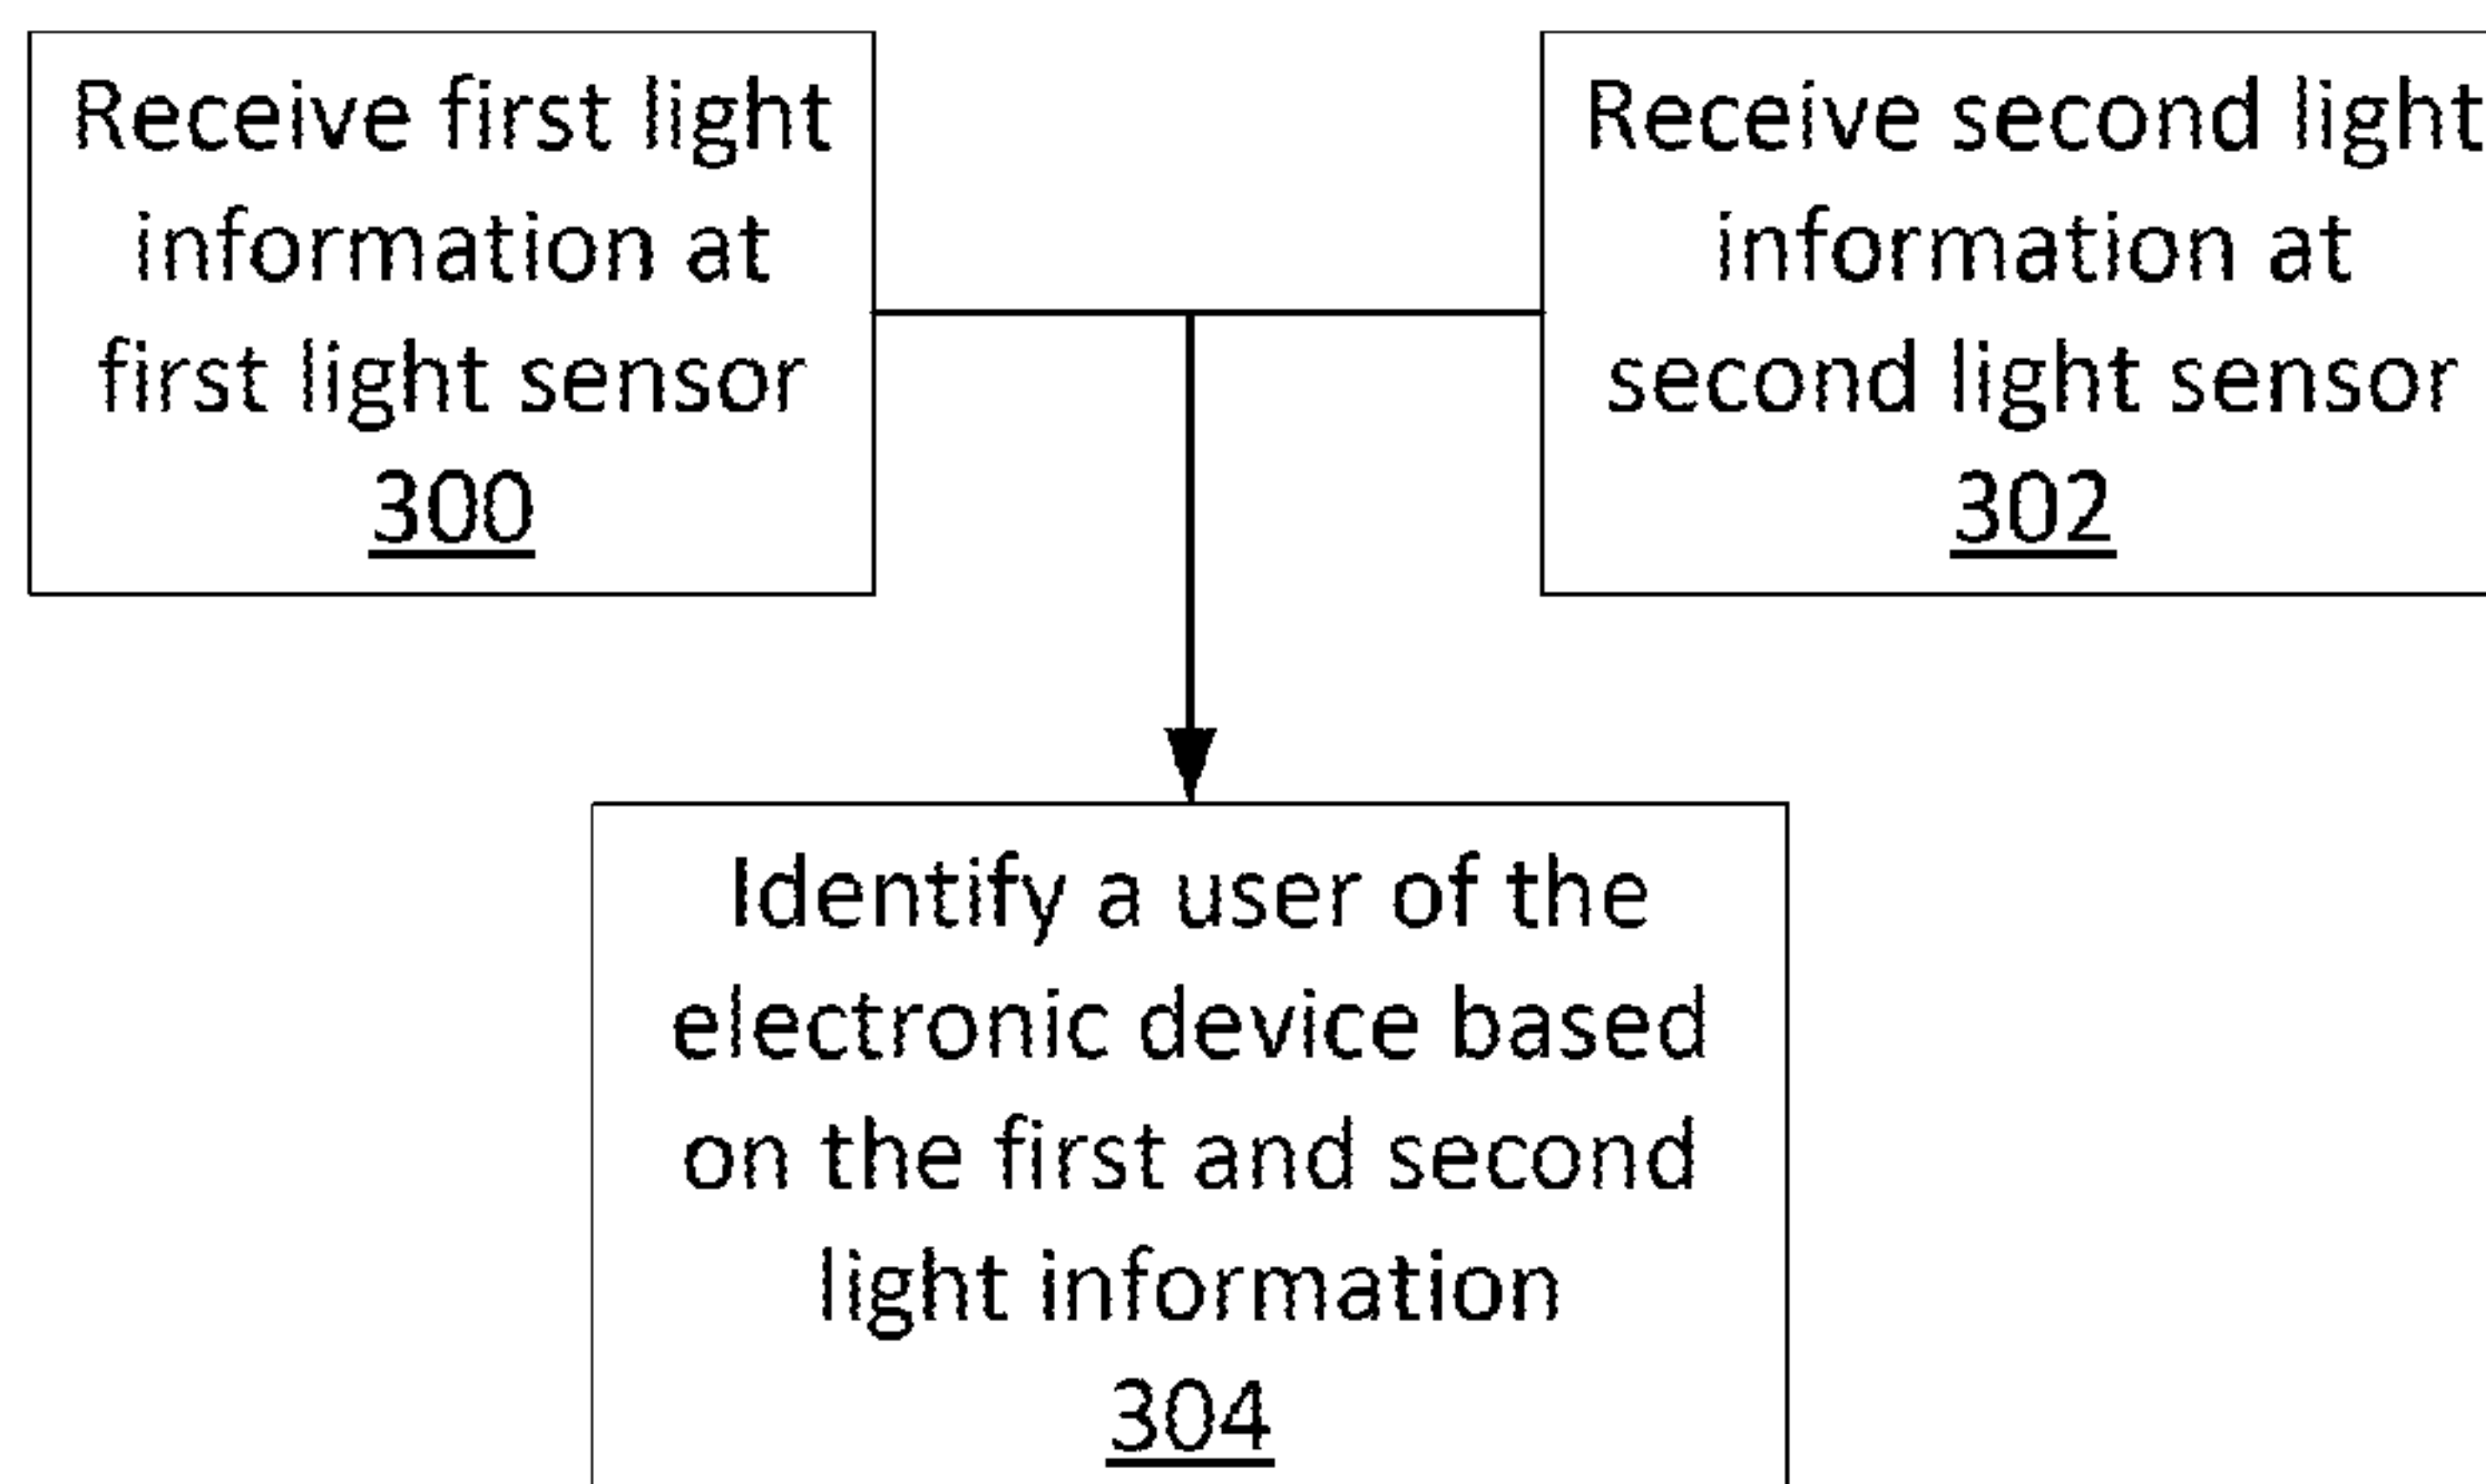 Receive first light
information at
first light sensor
300
Receive second light
information at
second light sensor
302
Identify a user of the
electronic device based
on the first and second
light information
304